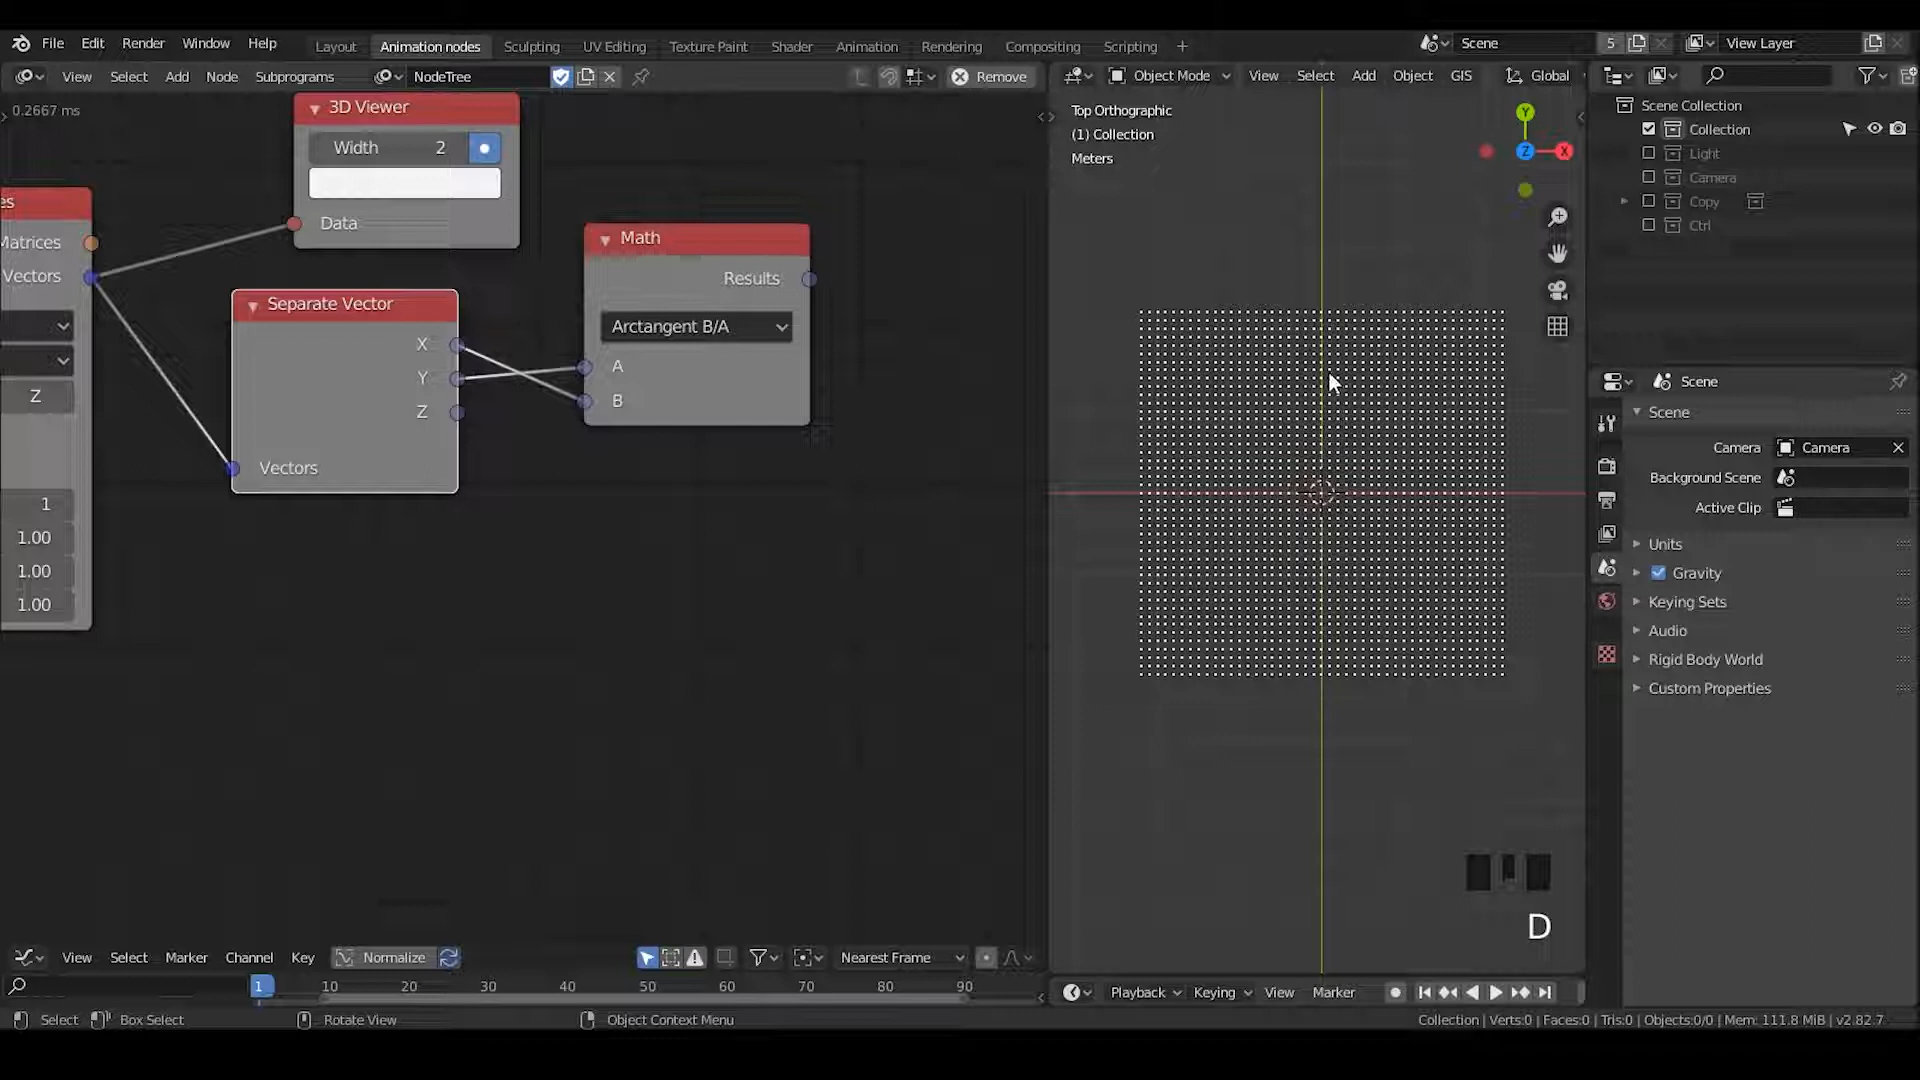 File Edit Render Window Help
Layout Animation nodes Sculpting UV Editing Texture Paint Shader Animation Rendering Compositing Scripting +
Scene 5 View Layer
View Select Add Node Subprograms NodeTree Remove
Object Mode View Select Add Object GIS Global
0.2667 ms
3D Viewer
Width 2
Data
Matrices
Vectors
Z
1
1.00
1.00
1.00
Separate Vector
X
Y
Z
Vectors
Math
Results
Arctangent B/A
A
B
Top Orthographic
(1) Collection
Meters
Y
Z
X
D
Scene Collection
Collection
Light
Camera
Copy
Ctrl
Scene
Scene
Camera Camera
Background Scene
Active Clip
Units
Gravity
Keying Sets
Audio
Rigid Body World
Custom Properties
View Select Marker Channel Key Normalize Nearest Frame
1 10 20 30 40 50 60 70 80 90
Playback Keying View Marker
Select Box Select Rotate View Object Context Menu
Collection | Verts:0 | Faces:0 | Tris:0 | Objects:0/0 | Mem: 111.8 MiB | v2.82.7